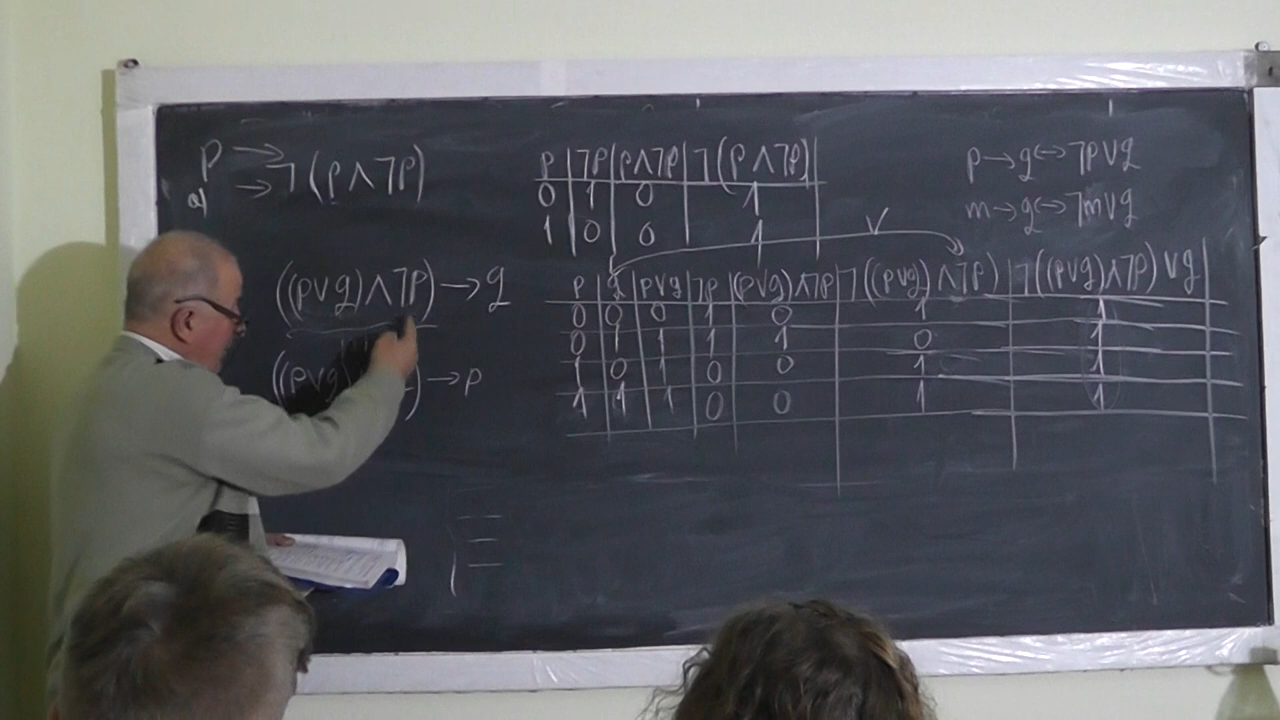 p →
a) → ¬(p∧¬p)
((p∨q)∧¬p)→q
((p∨q) )→p
p | ¬p | p∧¬p | ¬(p∧¬p)
0 | 1 | 0 | 1
1 | 0 | 0 | 1
∨
p→q↔¬p∨q
m→q↔¬m∨q
p | q | p∨q | ¬p | (p∨q)∧¬p | ¬((p∨q)∧¬p) | ¬((p∨q)∧¬p)∨q
0 | 0 | 0 | 1 | 0 | 1 | 1
0 | 1 | 1 | 1 | 1 | 0 | 1
1 | 0 | 1 | 0 | 0 | 1 | 1
1 | 1 | 1 | 0 | 0 | 1 | 1